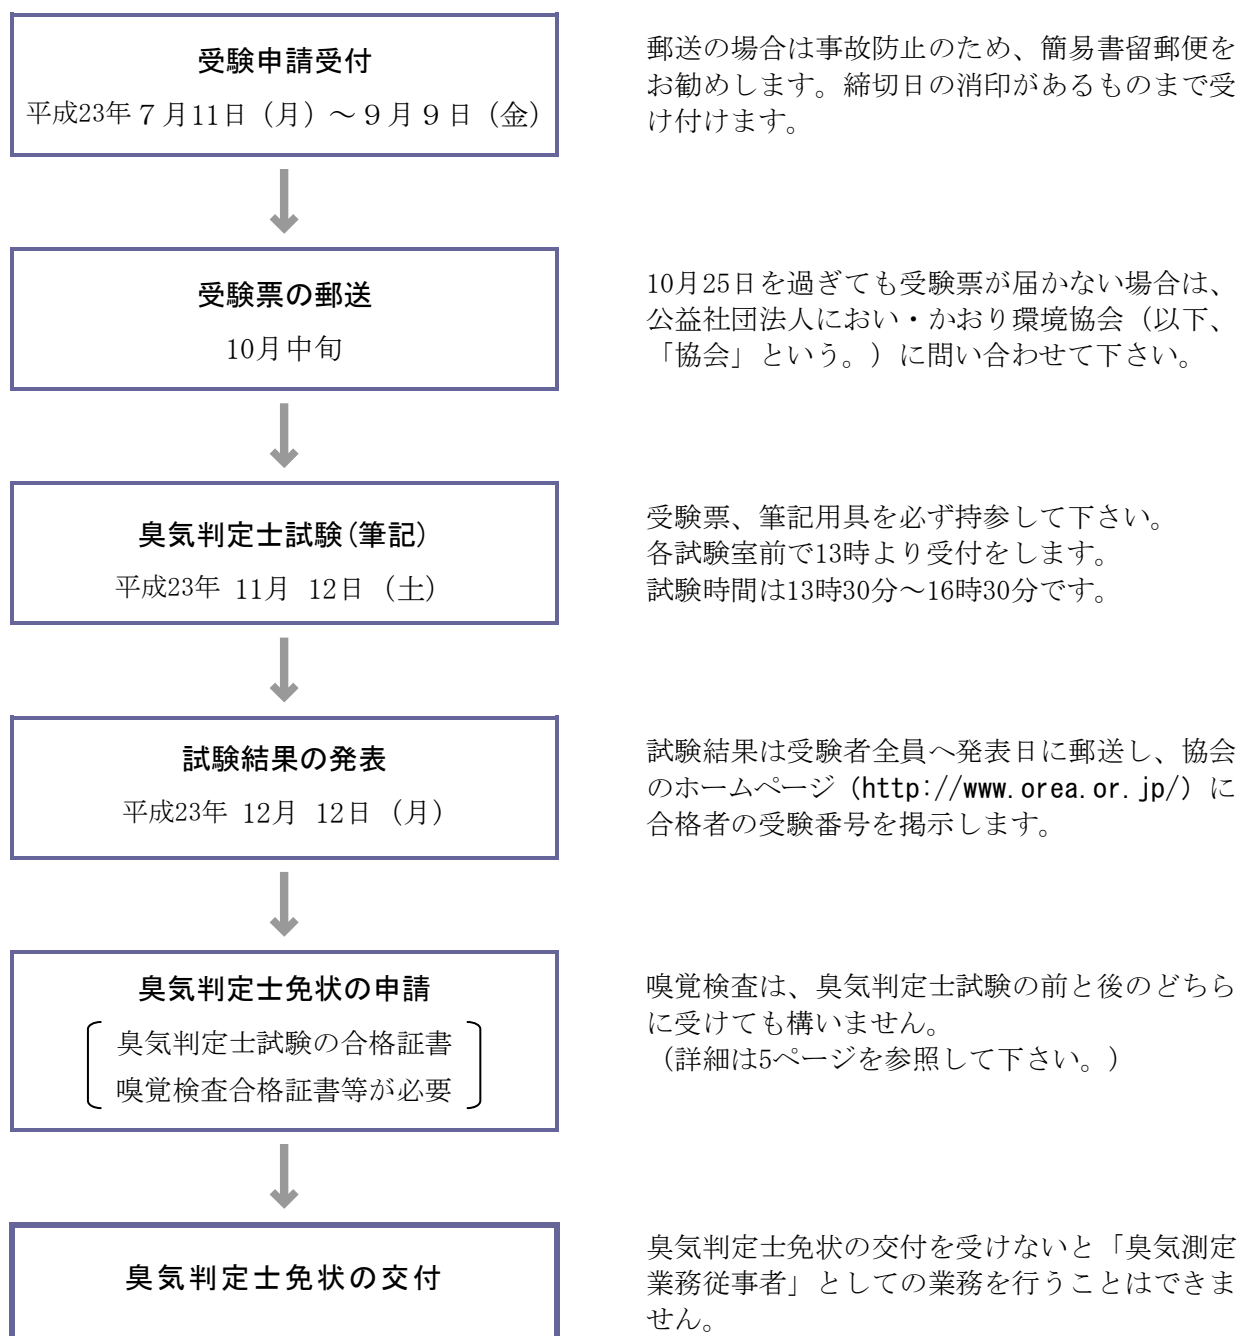 受験申請受付
平成23年7月11日（月）～9月9日（金）
郵送の場合は事故防止のため、簡易書留郵便を
お勧めします。締切日の消印があるものまで受
け付けます。
受験票の郵送
10月中旬
10月25日を過ぎても受験票が届かない場合は、
公益社団法人におい・かおり環境協会（以下、
「協会」という。）に問い合わせて下さい。
臭気判定士試験(筆記)
平成23年 11月 12日（土）
受験票、筆記用具を必ず持参して下さい。
各試験室前で13時より受付をします。
試験時間は13時30分～16時30分です。
試験結果の発表
平成23年 12月 12日（月）
試験結果は受験者全員へ発表日に郵送し、協会
のホームページ（http://www.orea.or.jp/）に
合格者の受験番号を掲示します。
臭気判定士免状の申請
臭気判定士試験の合格証書
嗅覚検査合格証書等が必要
嗅覚検査は、臭気判定士試験の前と後のどちら
に受けても構いません。
（詳細は5ページを参照して下さい。）
臭気判定士免状の交付
臭気判定士免状の交付を受けないと「臭気測定
業務従事者」としての業務を行うことはできま
せん。